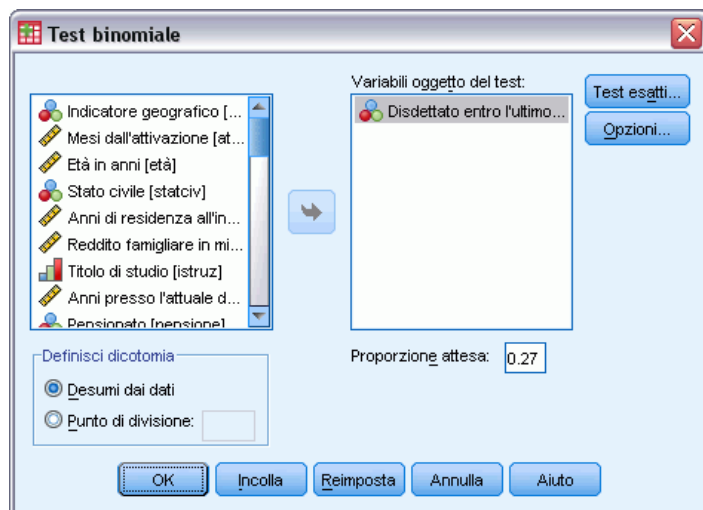 Test binomiale
Variabili oggetto del test:
Indicatore geografico [...
Mesi dall'attivazione [at...
Età in anni [età]
Stato civile [statciv]
Anni di residenza all'in...
Reddito famigliare in mi...
Titolo di studio [istruz]
Anni presso l'attuale d...
Pensionato [pensione]
Disdettato entro l'ultimo...
Test esatti...
Opzioni...
Definisci dicotomia
Desumi dai dati
Punto di divisione:
Proporzione attesa: 0.27
OK Incolla Reimposta Annulla Aiuto